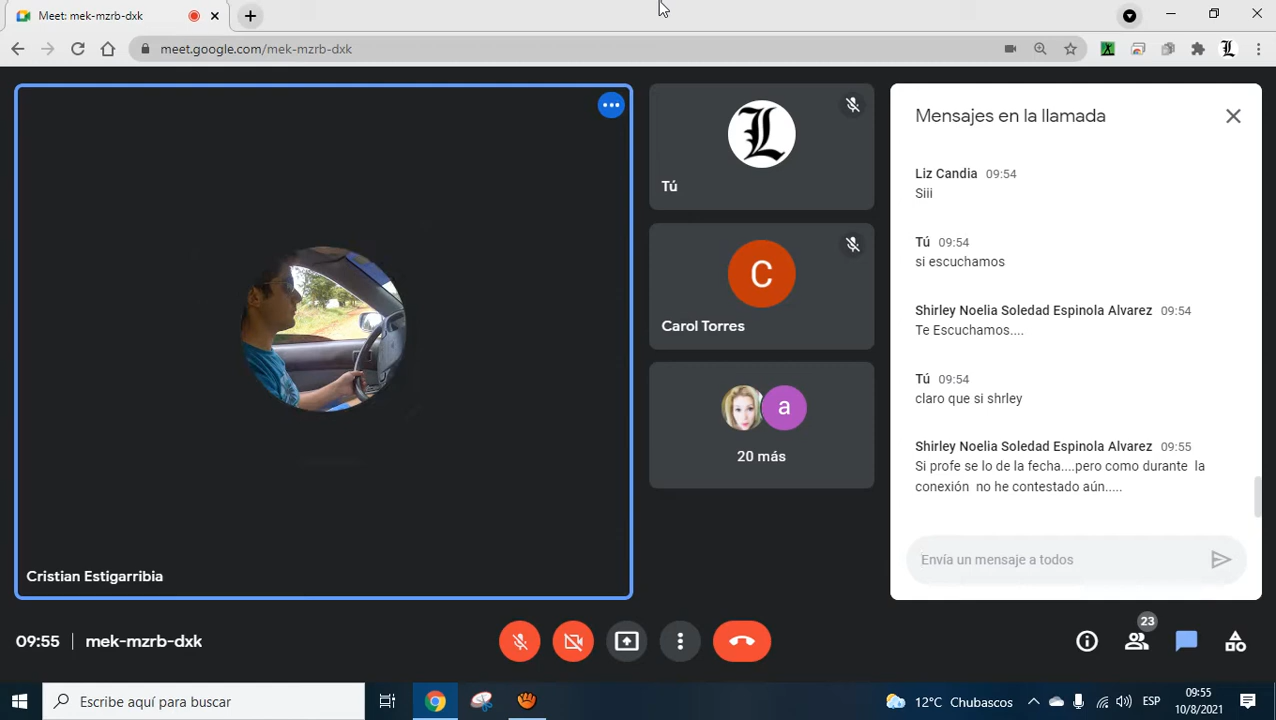 Meet: mek-mzrb-dxk
meet.google.com/mek-mzrb-dxk
L
Cristian Estigarribia
L
Tú
C
Carol Torres
a
20 más
Mensajes en la llamada
Liz Candia 09:54
Siii
Tú 09:54
si escuchamos
Shirley Noelia Soledad Espinola Alvarez 09:54
Te Escuchamos....
Tú 09:54
claro que si shrley
Shirley Noelia Soledad Espinola Alvarez 09:55
Si profe se lo de la fecha....pero como durante la
conexión no he contestado aún.....
Envía un mensaje a todos
09:55 | mek-mzrb-dxk
23
Escribe aquí para buscar
12°C Chubascos
ESP
09:55
10/8/2021